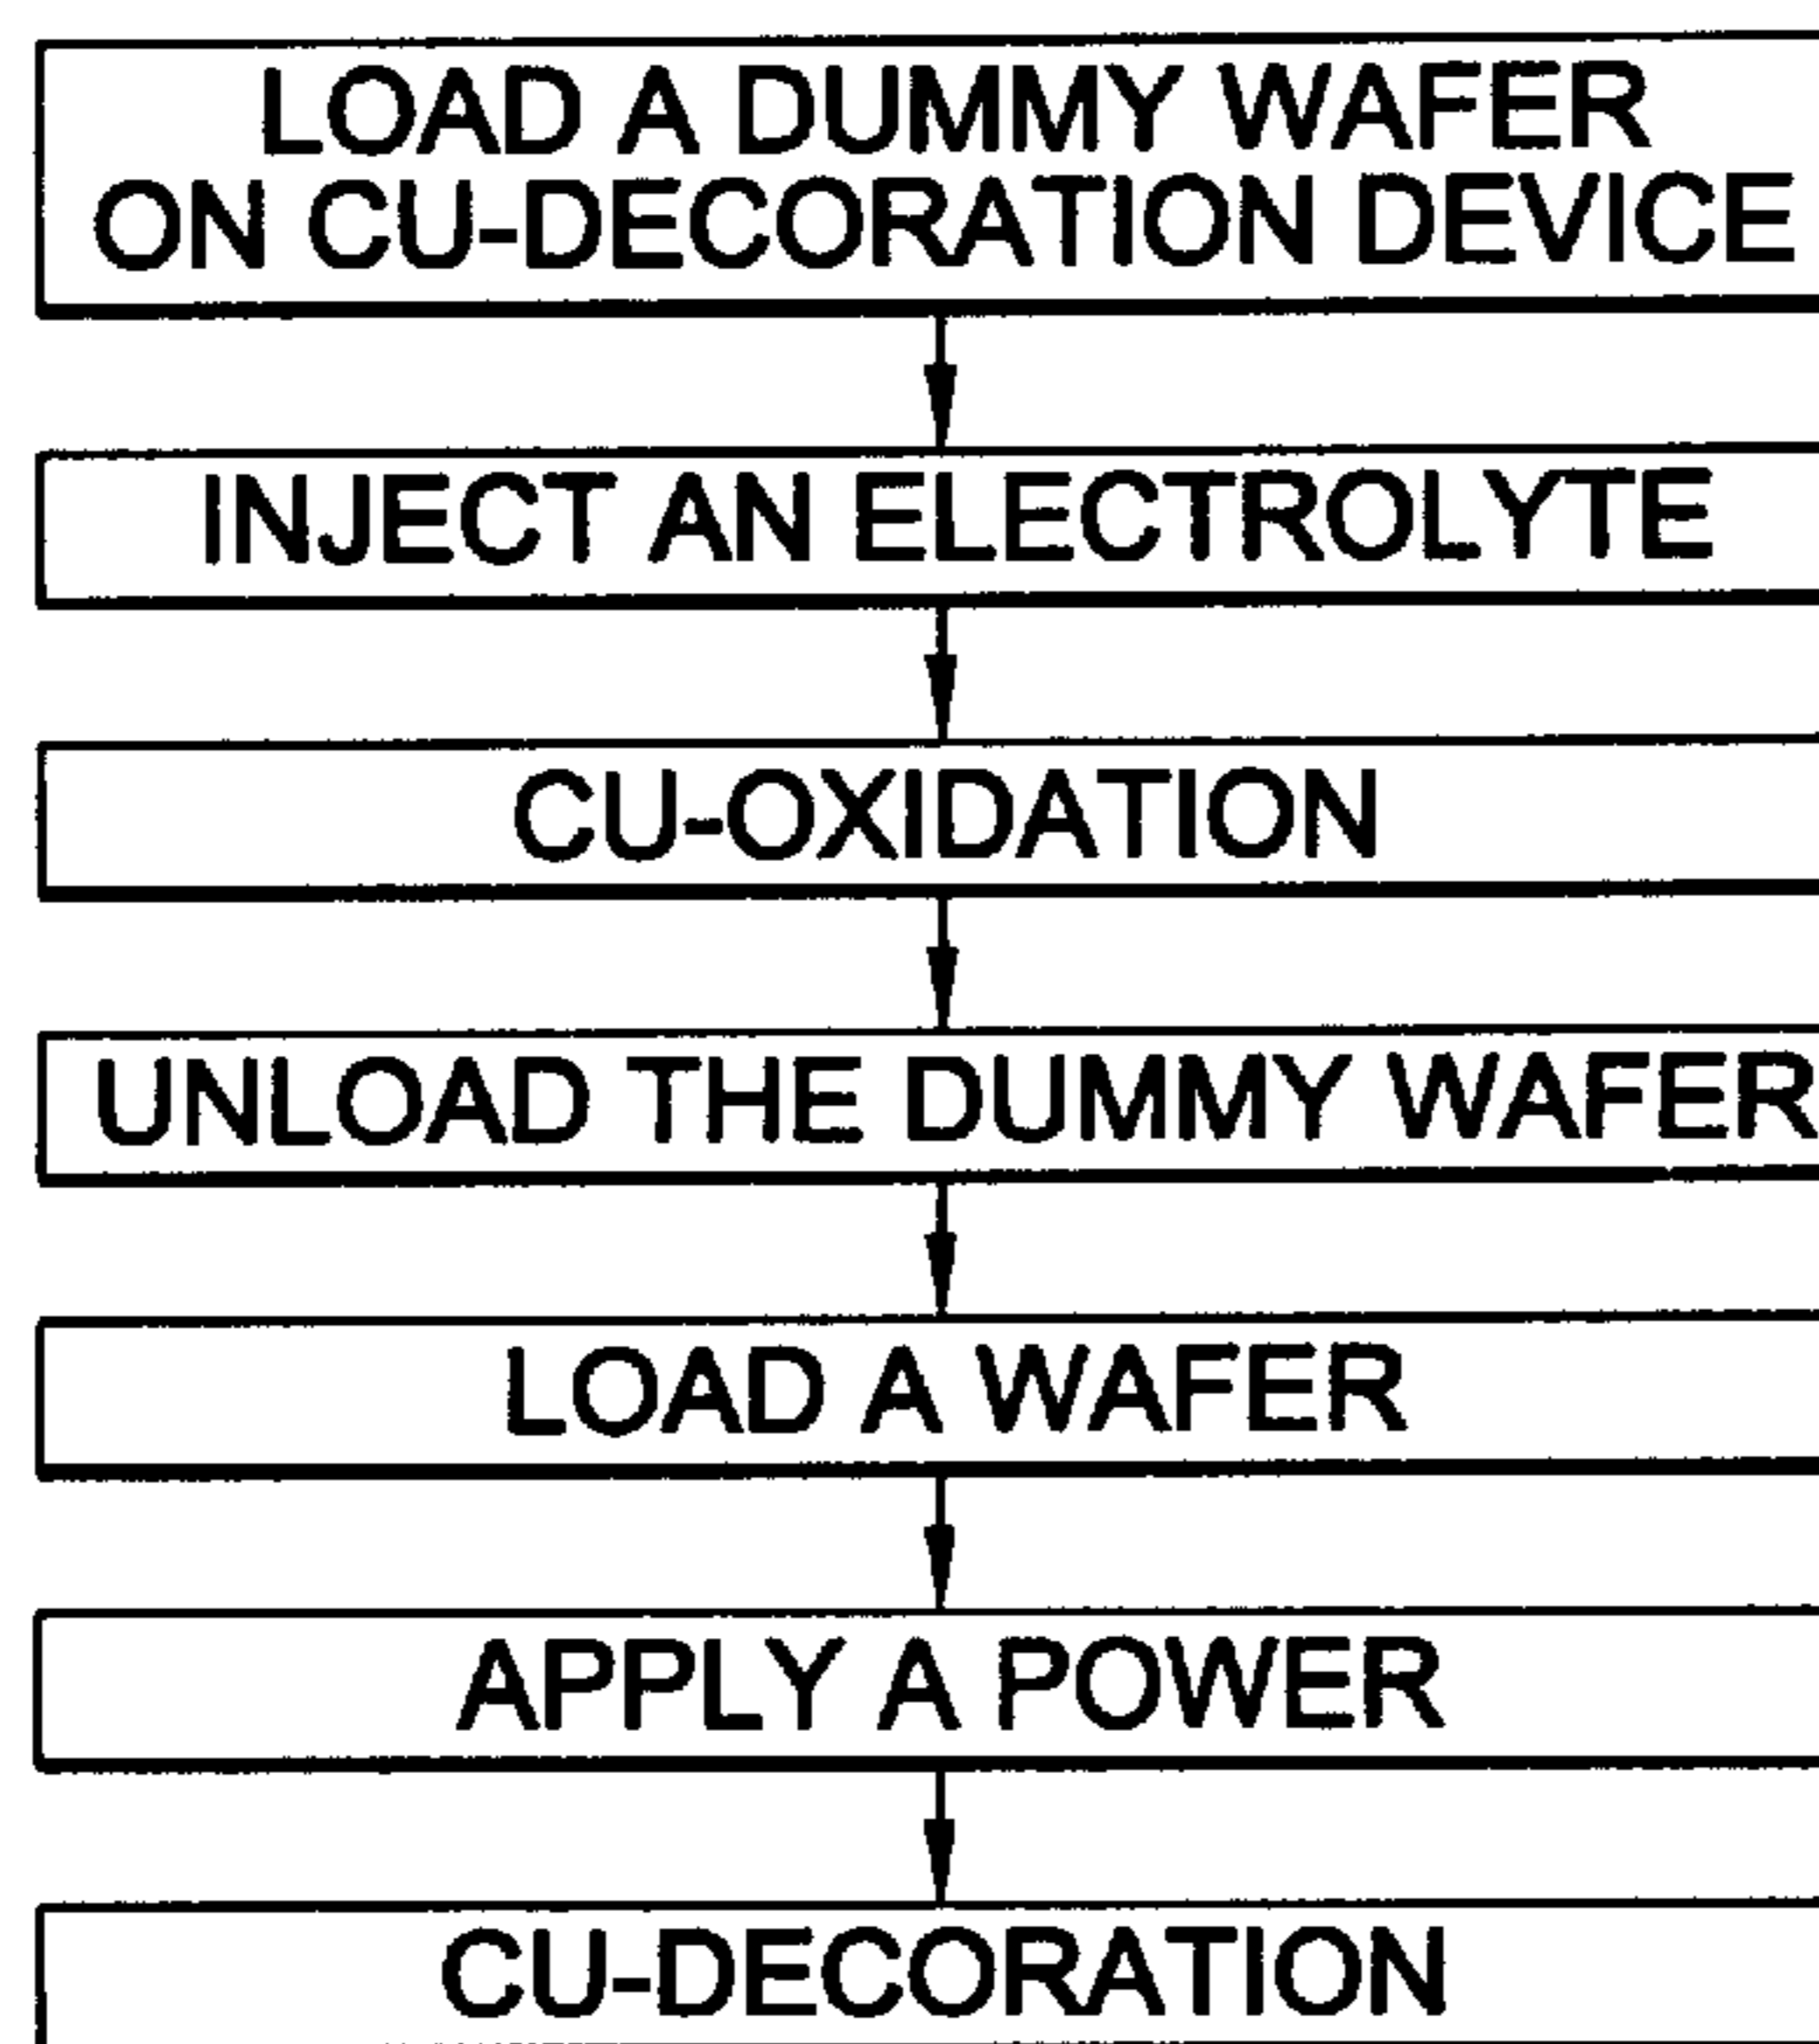 LOAD A DUMMY WAFER
ON CU-DECORATION DEVICE
INJECT AN ELECTROLYTE
CU-OXIDATION
UNLOAD THE DUMMY WAFER
LOAD A WAFER
APPLY A POWER
CU-DECORATION